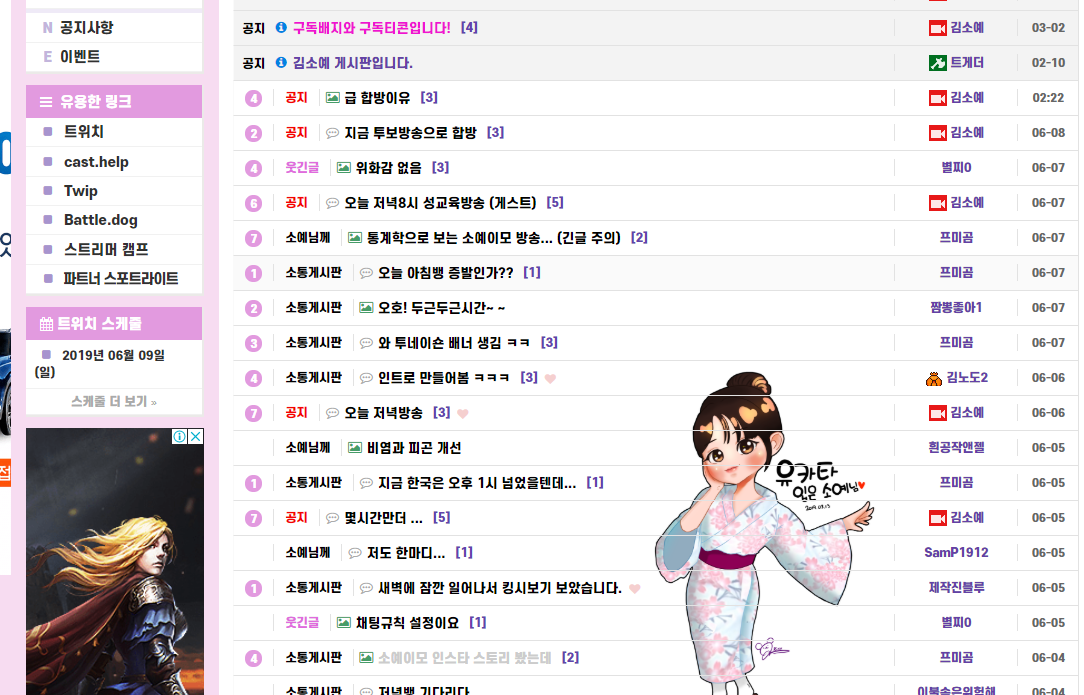 N 공지사항
E 이벤트
유용한 링크
트위치
cast.help
Twip
Battle.dog
스트리머 캠프
파트너 스포트라이트
트위치 스케줄
2019년 06월 09일
(일)
스케줄 더 보기 »
공지 구독배지와 구독티콘입니다! [4] 김소예 03-02
공지 김소예 게시판입니다. 트게더 02-10
4 공지 급 합방이유 [3] 김소예 02:22
2 공지 지금 투보방송으로 합방 [3] 김소예 06-08
4 웃긴글 위화감 없음 [3] 별찌0 06-07
6 공지 오늘 저녁8시 성교육방송 (게스트) [5] 김소예 06-07
7 소예님께 통계학으로 보는 소예이모 방송... (긴글 주의) [2] 프미곰 06-07
1 소통게시판 오늘 아침뱅 증발인가?? [1] 프미곰 06-07
2 소통게시판 오호! 두근두근시간~ ~ 짬뽕좋아1 06-07
3 소통게시판 와 투네이숀 배너 생김 ㅋㅋ [3] 프미곰 06-07
4 소통게시판 인트로 만들어봄 ㅋㅋㅋ [3] 김노도2 06-06
7 공지 오늘 저녁방송 [3] 김소예 06-06
소예님께 비염과 피곤 개선 흰공작앤젤 06-05
1 소통게시판 지금 한국은 오후 1시 넘었을텐데... [1] 프미곰 06-05
7 공지 몇시간만더 ... [5] 김소예 06-05
소예님께 저도 한마디... [1] SamP1912 06-05
1 소통게시판 새벽에 잠깐 일어나서 킹시보기 보았습니다. 제작진블루 06-05
웃긴글 채팅규칙 설정이요 [1] 별찌0 06-05
4 소통게시판 소예이모 인스타 스토리 봤는데 [2] 프미곰 06-04
소통게시판 저녁뱅 기다리다 이불속은위험해 06-04
유카타
입은 소예님
2019.03.13